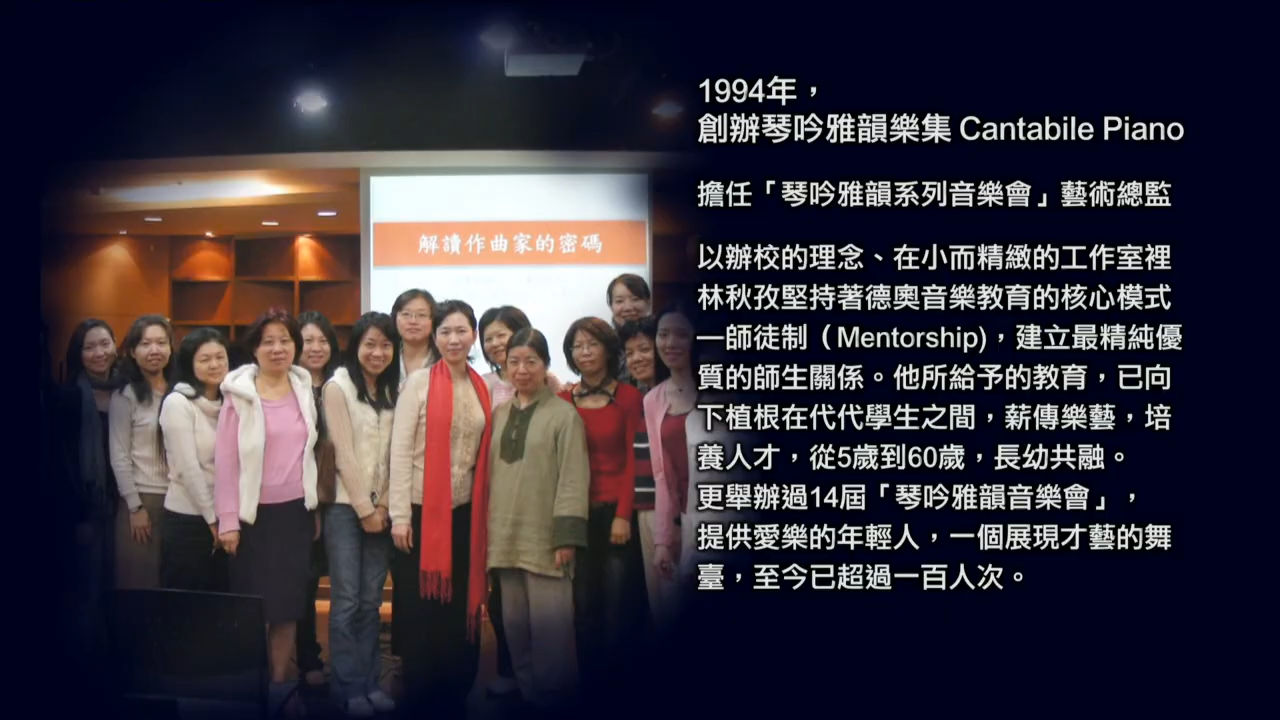 解讀作曲家的密碼
1994年，
創辦琴吟雅韻樂集 Cantabile Piano
擔任「琴吟雅韻系列音樂會」藝術總監
以辦校的理念、在小而精緻的工作室裡
林秋孜堅持著德奧音樂教育的核心模式
—師徒制（Mentorship)，建立最精純優
質的師生關係。他所給予的教育，已向
下植根在代代學生之間，薪傳樂藝，培
養人才，從5歲到60歲，長幼共融。
更舉辦過14屆「琴吟雅韻音樂會」，
提供愛樂的年輕人，一個展現才藝的舞
臺，至今已超過一百人次。